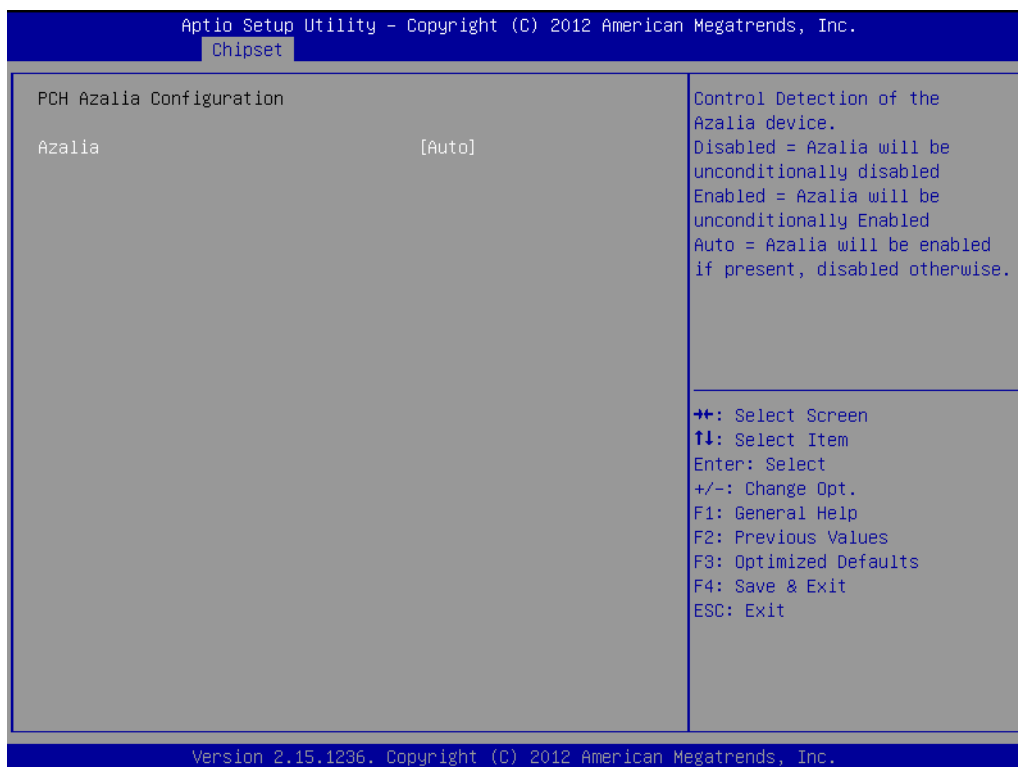 Aptio Setup Utility – Copyright (C) 2012 American Megatrends, Inc.
Chipset
PCH Azalia Configuration
Azalia [Auto]
Control Detection of the
Azalia device.
Disabled = Azalia will be
unconditionally disabled
Enabled = Azalia will be
unconditionally Enabled
Auto = Azalia will be enabled
if present, disabled otherwise.
→←: Select Screen
↑↓: Select Item
Enter: Select
+/-: Change Opt.
F1: General Help
F2: Previous Values
F3: Optimized Defaults
F4: Save & Exit
ESC: Exit
Version 2.15.1236. Copyright (C) 2012 American Megatrends, Inc.